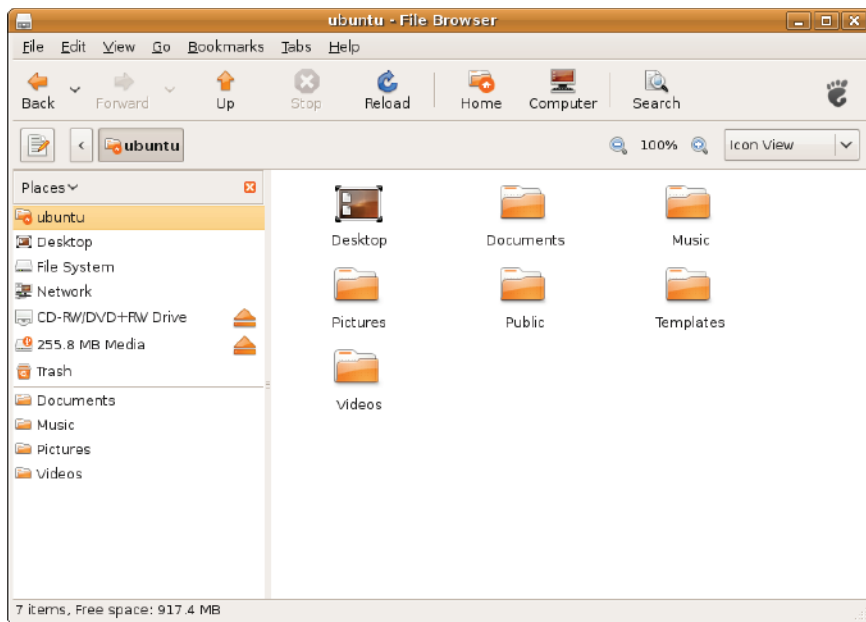 ubuntu - File Browser
File Edit View Go Bookmarks Tabs Help
Back Forward Up Stop Reload Home Computer Search
ubuntu 100% Icon View
Places
ubuntu
Desktop
File System
Network
CD-RW/DVD+RW Drive
255.8 MB Media
Trash
Documents
Music
Pictures
Videos
Desktop Documents Music
Pictures Public Templates
Videos
7 items, Free space: 917.4 MB